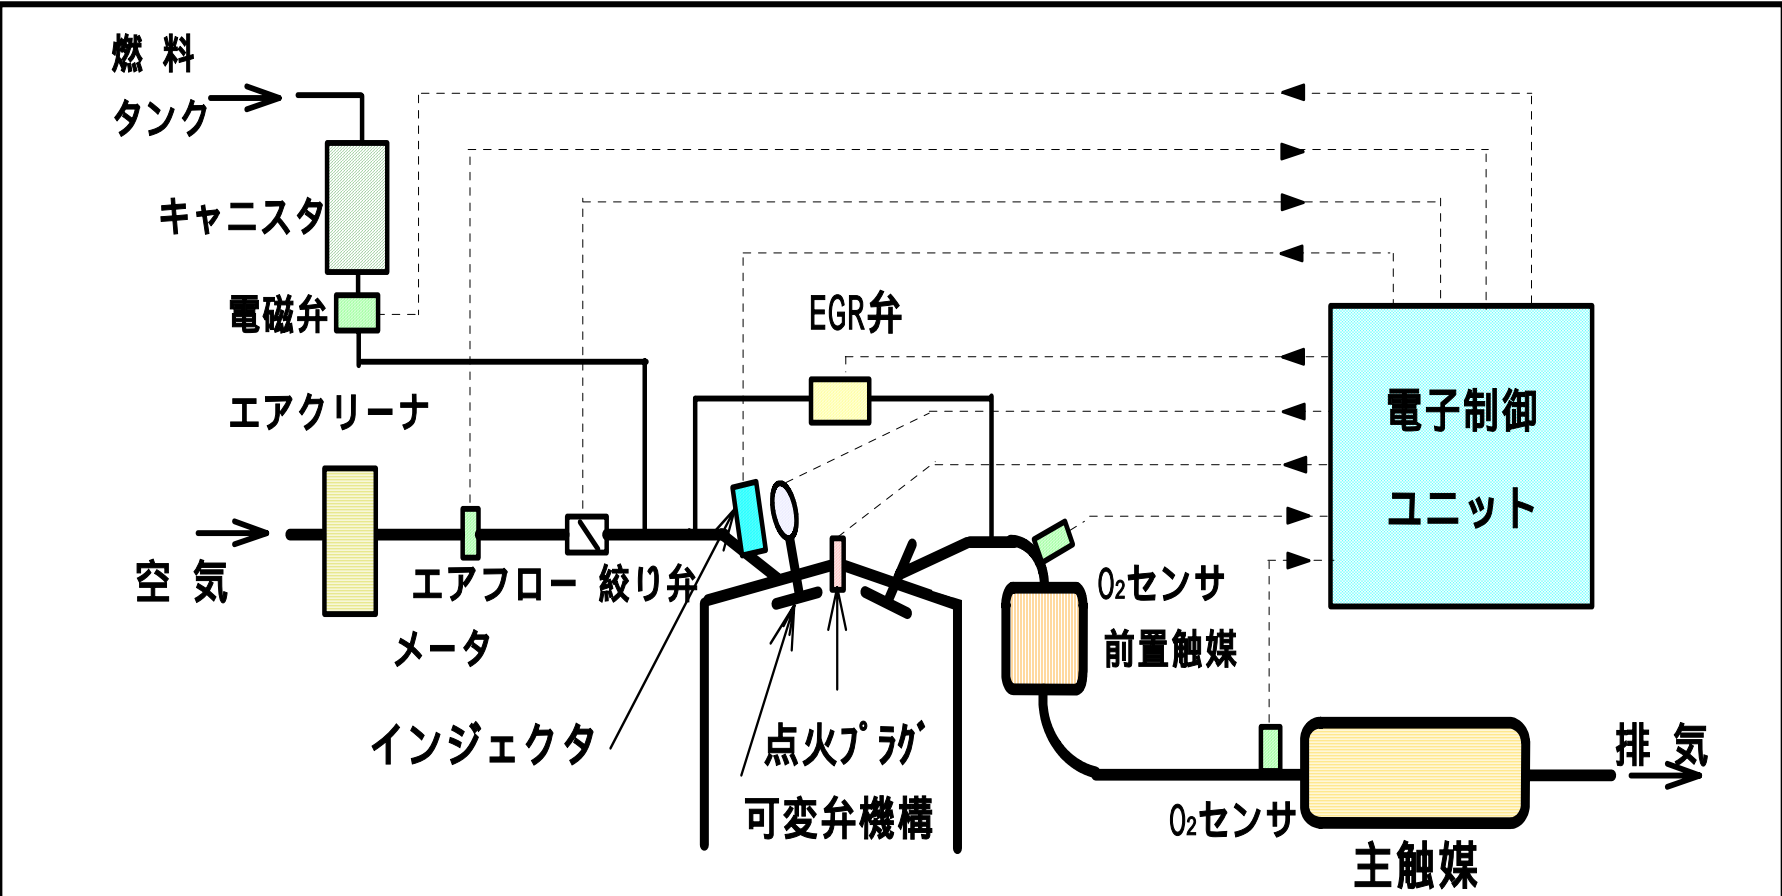 燃 料
タンク
キャニスタ
電磁弁
EGR弁
エアクリーナ
電子制御
ユニット
空 気
エアフロー
メータ
絞り弁
O₂センサ
前置触媒
インジェクタ
点火プラグ
可変弁機構
排 気
O₂センサ
主触媒